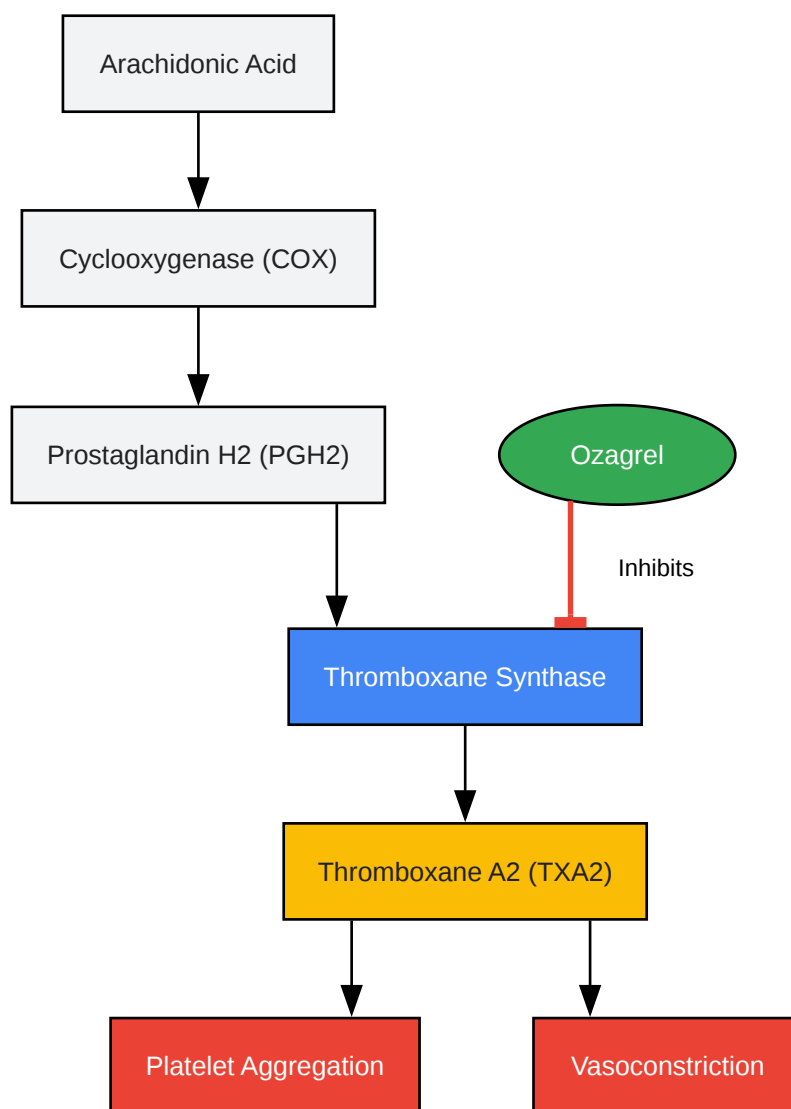 Arachidonic Acid
Cyclooxygenase (COX)
Prostaglandin H2 (PGH2)
Ozagrel
Inhibits
Thromboxane Synthase
Thromboxane A2 (TXA2)
Platelet Aggregation
Vasoconstriction